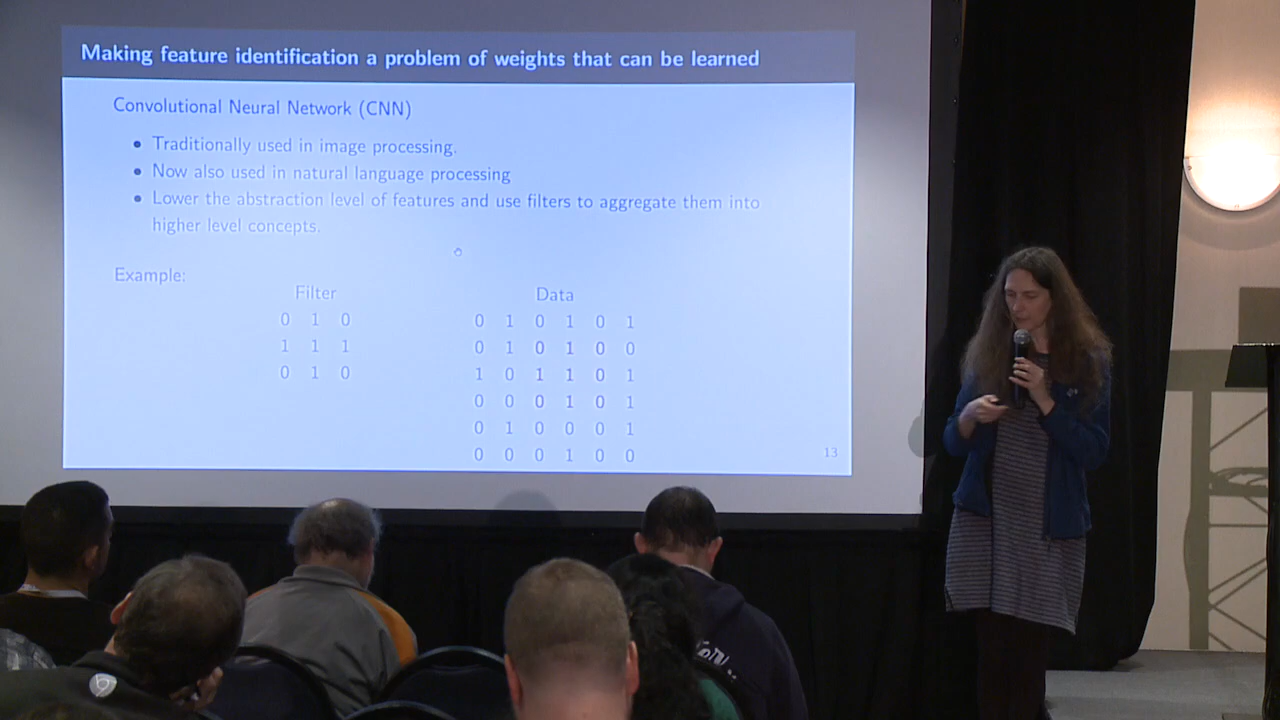 Making feature identification a problem of weights that can be learned
Convolutional Neural Network (CNN)
• Traditionally used in image processing.
• Now also used in natural language processing
• Lower the abstraction level of features and use filters to aggregate them into
higher level concepts.
Example:
Filter
0 1 0
1 1 1
0 1 0
Data
0 1 0 1 0 1
0 1 0 1 0 0
1 0 1 1 0 1
0 0 0 1 0 1
0 1 0 0 0 1
0 0 0 1 0 0
13